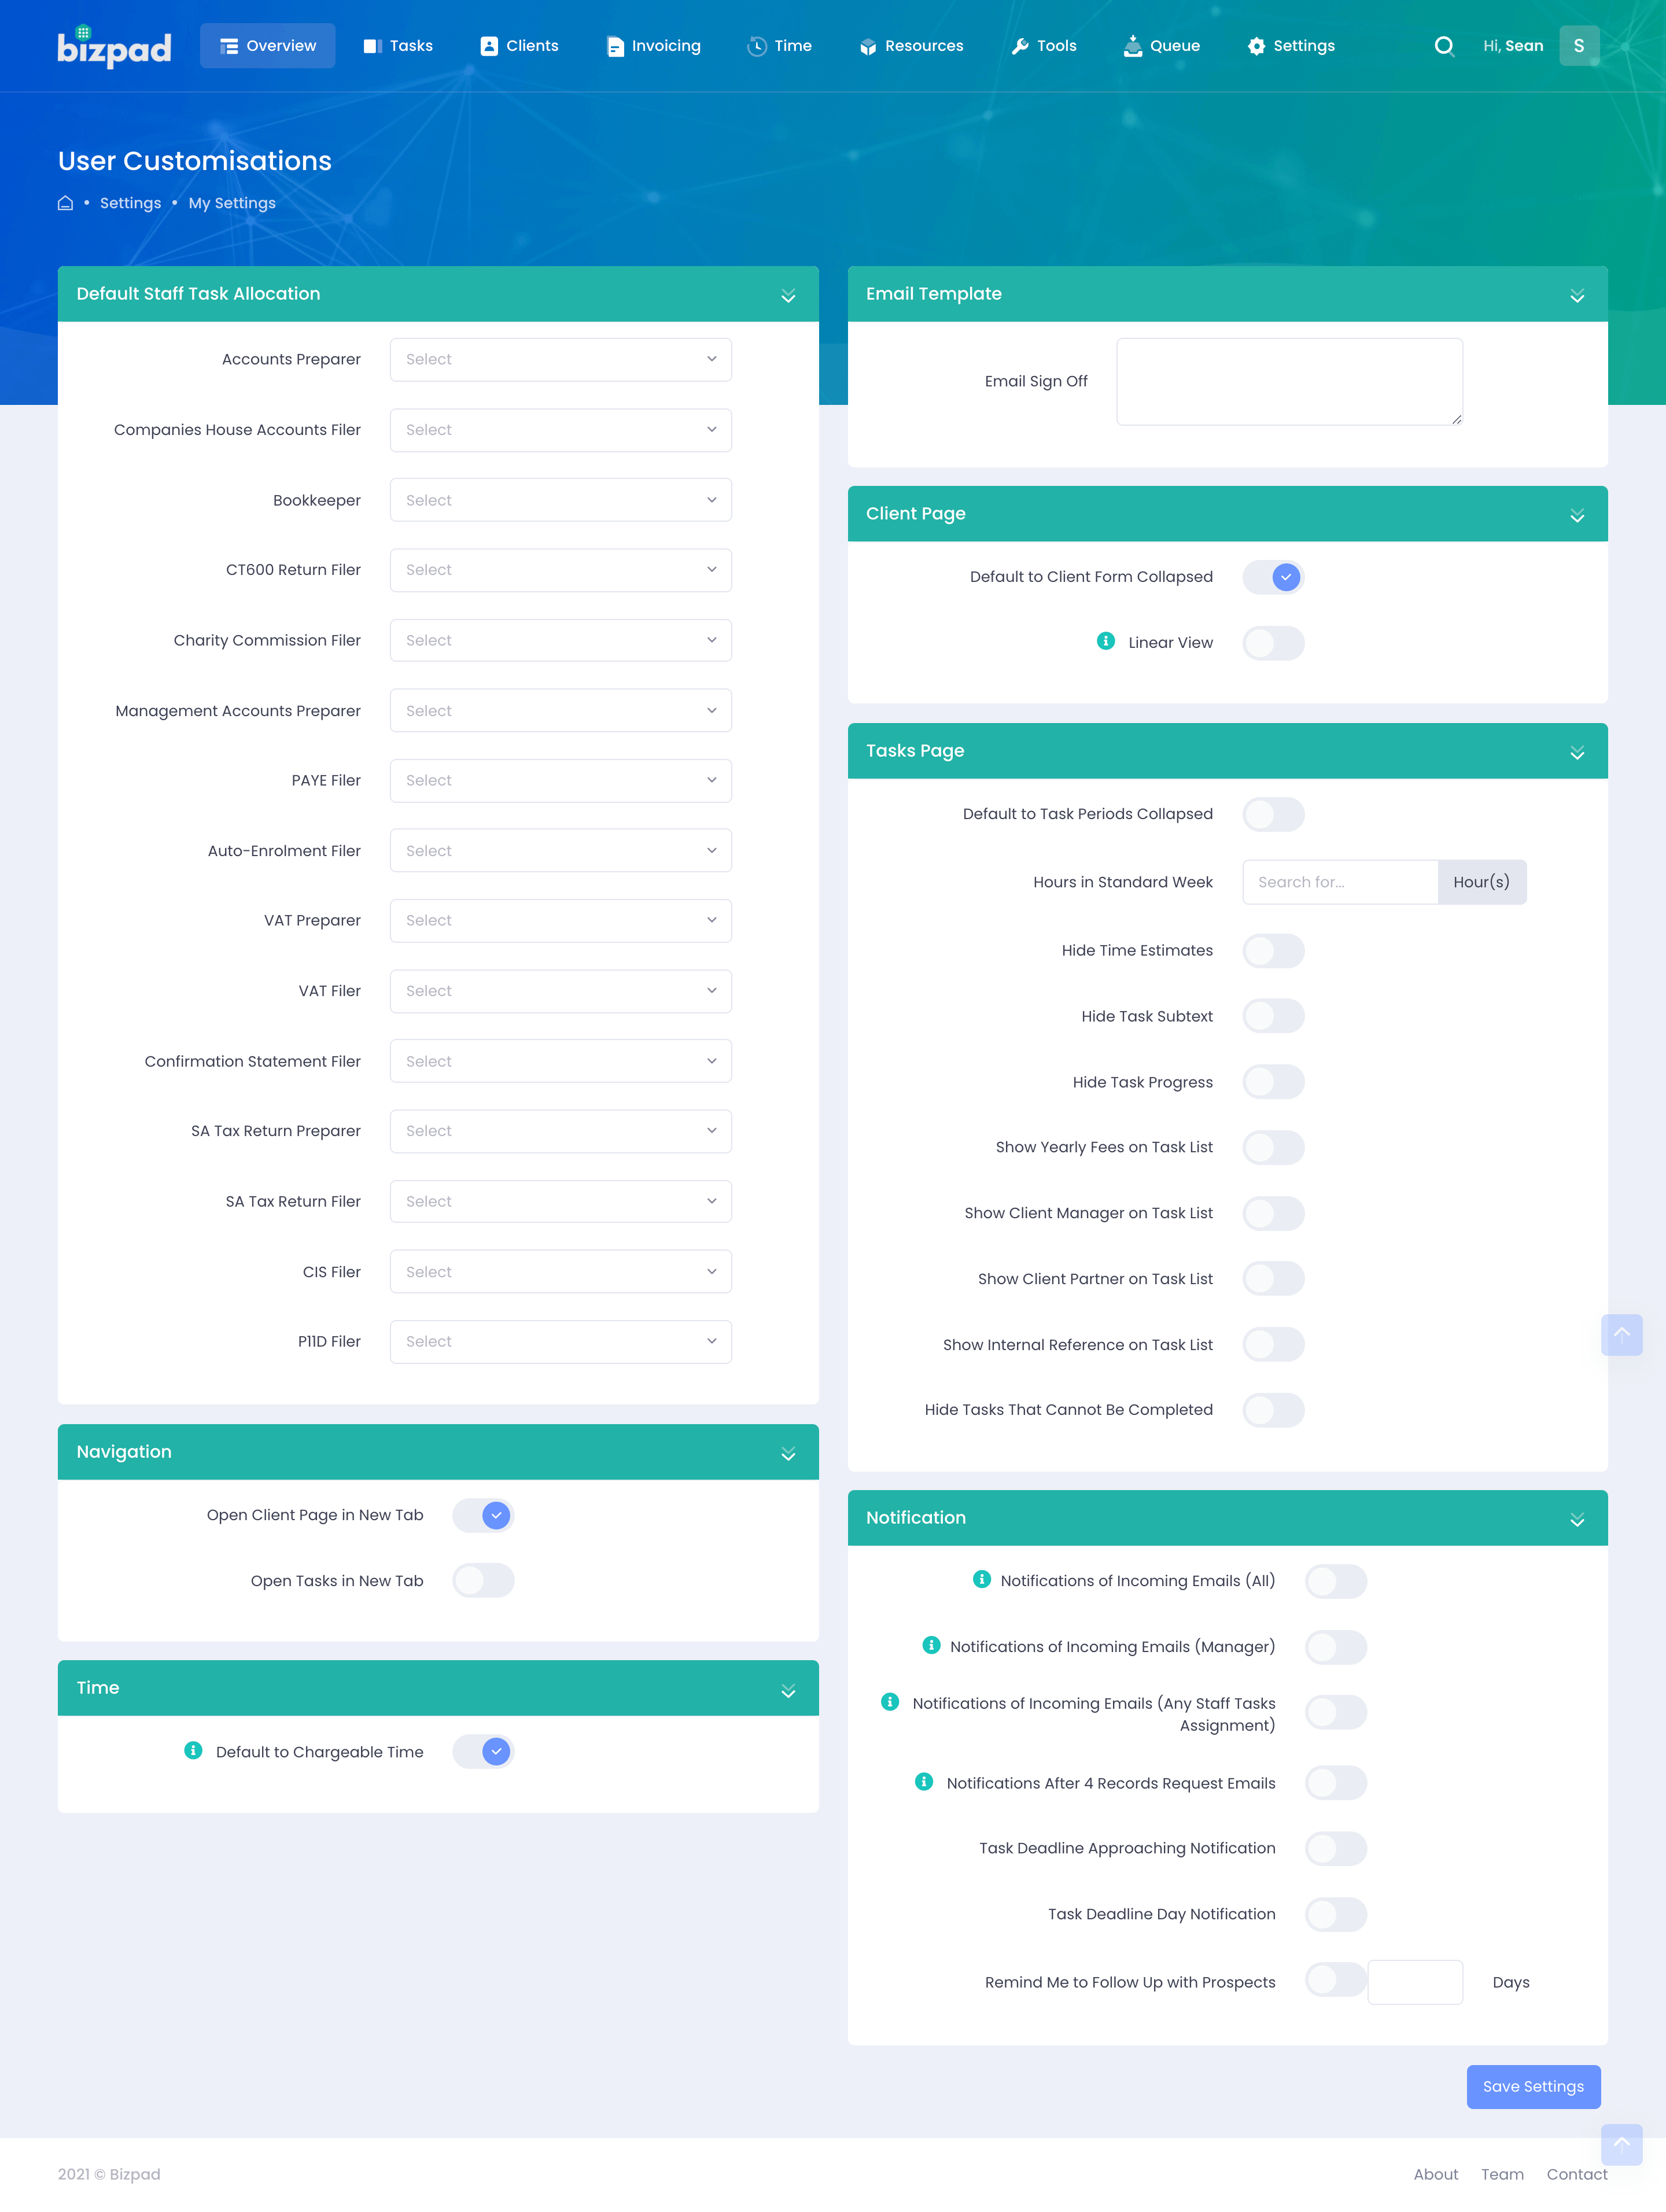 bizpad
Overview
Tasks
Clients
Invoicing
Time
Resources
Tools
Queue
Settings
Hi, Sean
S
User Customisations
Settings • My Settings
Default Staff Task Allocation
Accounts Preparer Select
Companies House Accounts Filer Select
Bookkeeper Select
CT600 Return Filer Select
Charity Commission Filer Select
Management Accounts Preparer Select
PAYE Filer Select
Auto-Enrolment Filer Select
VAT Preparer Select
VAT Filer Select
Confirmation Statement Filer Select
SA Tax Return Preparer Select
SA Tax Return Filer Select
CIS Filer Select
P11D Filer Select
Navigation
Open Client Page in New Tab
Open Tasks in New Tab
Time
Default to Chargeable Time
Email Template
Email Sign Off
Client Page
Default to Client Form Collapsed
Linear View
Tasks Page
Default to Task Periods Collapsed
Hours in Standard Week Search for... Hour(s)
Hide Time Estimates
Hide Task Subtext
Hide Task Progress
Show Yearly Fees on Task List
Show Client Manager on Task List
Show Client Partner on Task List
Show Internal Reference on Task List
Hide Tasks That Cannot Be Completed
Notification
Notifications of Incoming Emails (All)
Notifications of Incoming Emails (Manager)
Notifications of Incoming Emails (Any Staff Tasks
Assignment)
Notifications After 4 Records Request Emails
Task Deadline Approaching Notification
Task Deadline Day Notification
Remind Me to Follow Up with Prospects Days
Save Settings
2021 © Bizpad
About
Team
Contact